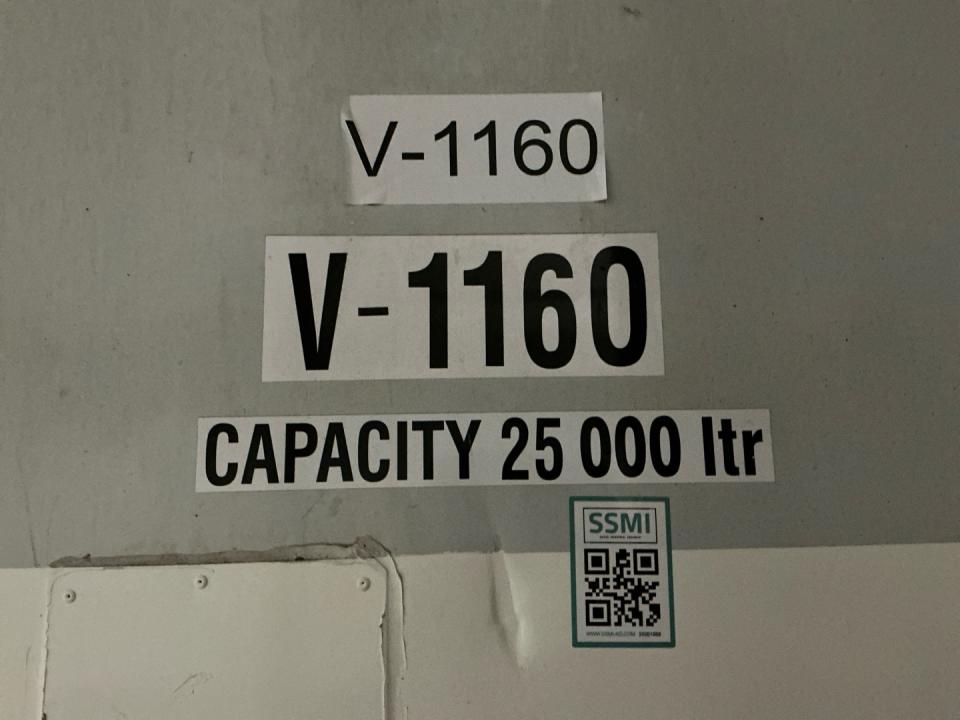 V-1160
V-1160
CAPACITY 25 000 ltr
SSMI